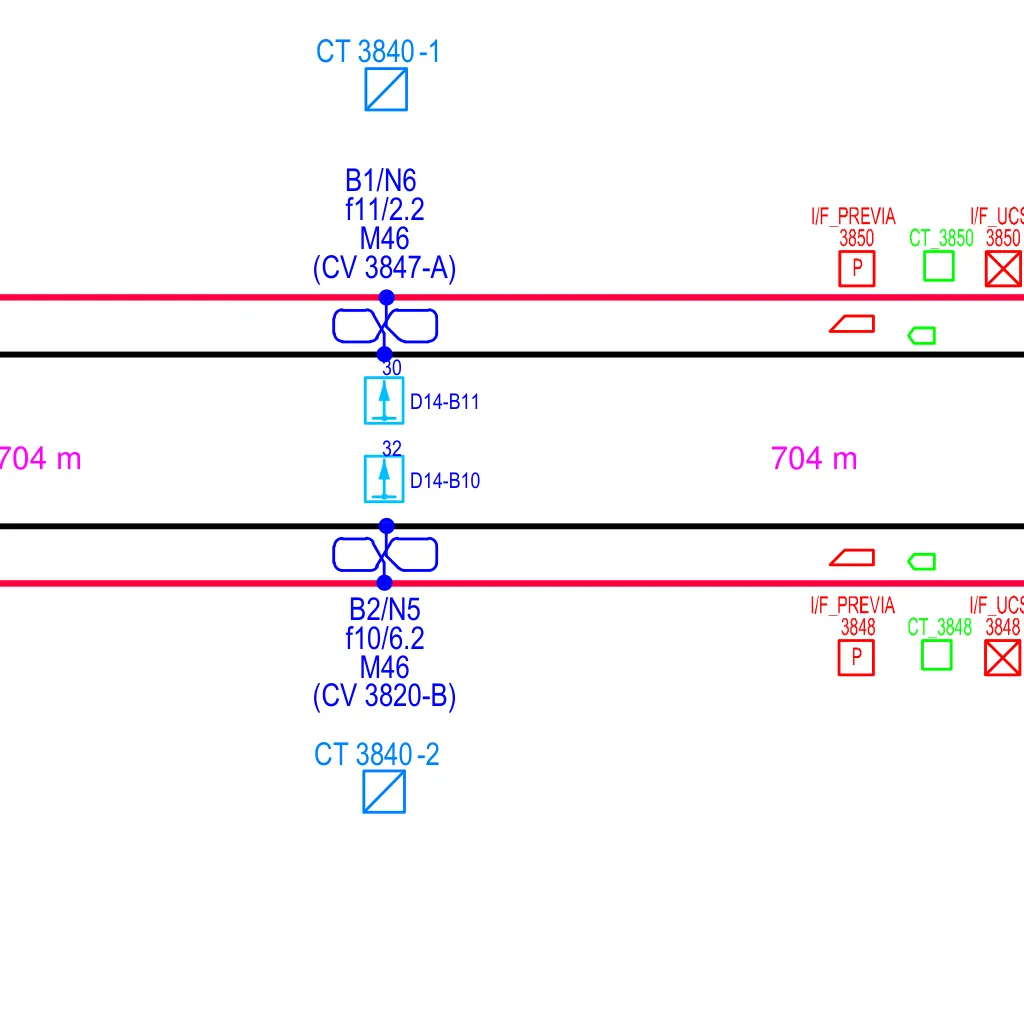 CT 3840-1
B1/N6
f11/2.2
M46
(CV 3847-A)
I/F_PREVIA
3850
P
CT_3850
I/F_UCS
3850
30
D14-B11
32
D14-B10
704 m
704 m
B2/N5
f10/6.2
M46
(CV 3820-B)
I/F_PREVIA
3848
P
CT_3848
I/F_UCS
3848
CT 3840-2